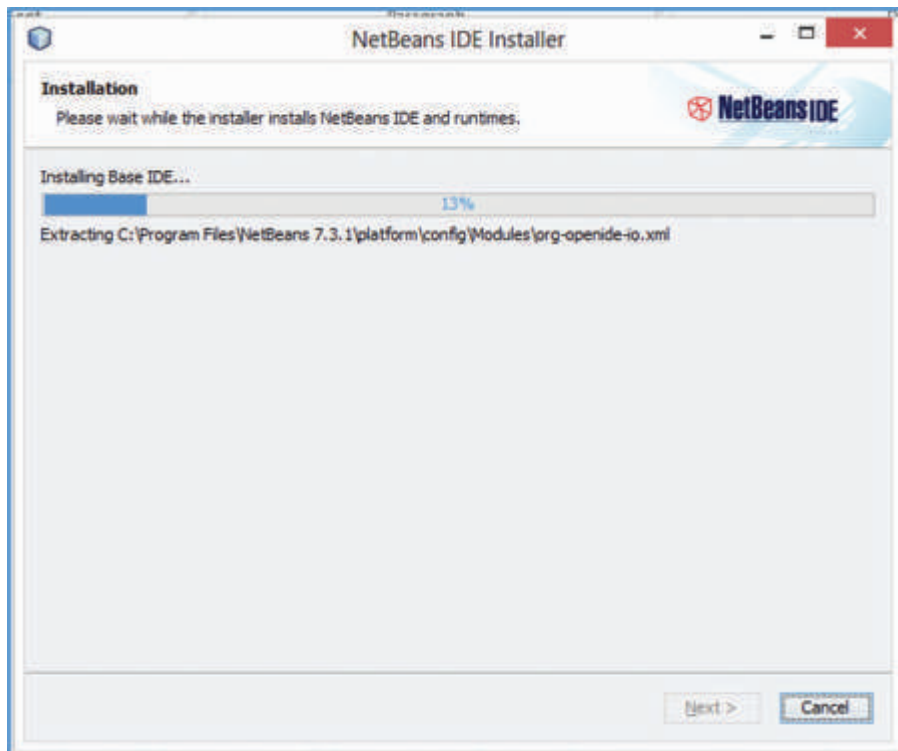 Paragraph
NetBeans IDE Installer
Installation
Please wait while the installer installs NetBeans IDE and runtimes.
NetBeans IDE
Installing Base IDE...
13%
Extracting C:\Program Files\NetBeans 7.3.1\platform\config\Modules\org-openide-io.xml
Next >
Cancel